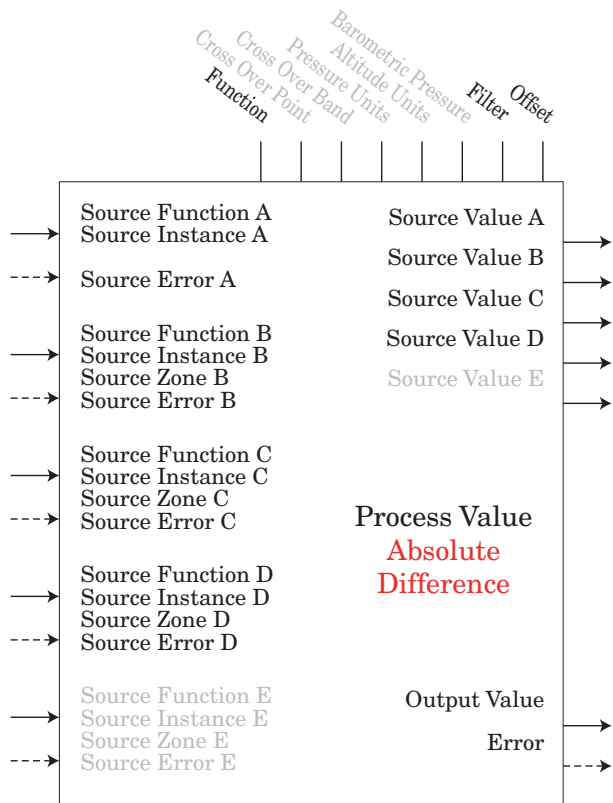 Function
Cross Over Point
Cross Over Band
Pressure Units
Altitude Units
Barometric Pressure
Filter
Offset
Source Function A
Source Instance A
Source Error A
Source Function B
Source Instance B
Source Zone B
Source Error B
Source Function C
Source Instance C
Source Zone C
Source Error C
Source Function D
Source Instance D
Source Zone D
Source Error D
Source Function E
Source Instance E
Source Zone E
Source Error E
Source Value A
Source Value B
Source Value C
Source Value D
Source Value E
Process Value
Absolute
Difference
Output Value
Error